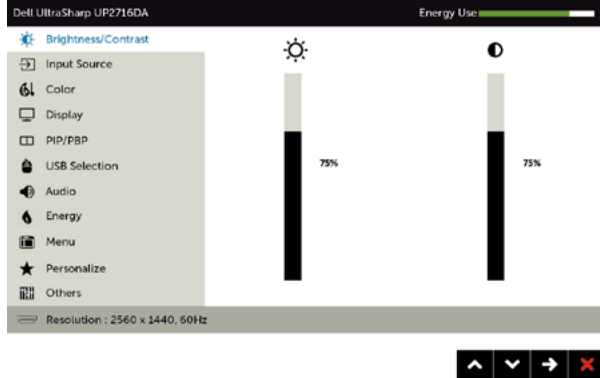 Dell UltraSharp UP2716DA
Energy Use
Brightness/Contrast
Input Source
Color
Display
PIP/PBP
USB Selection
Audio
Energy
Menu
Personalize
Others
75%
75%
Resolution : 2560 x 1440, 60Hz